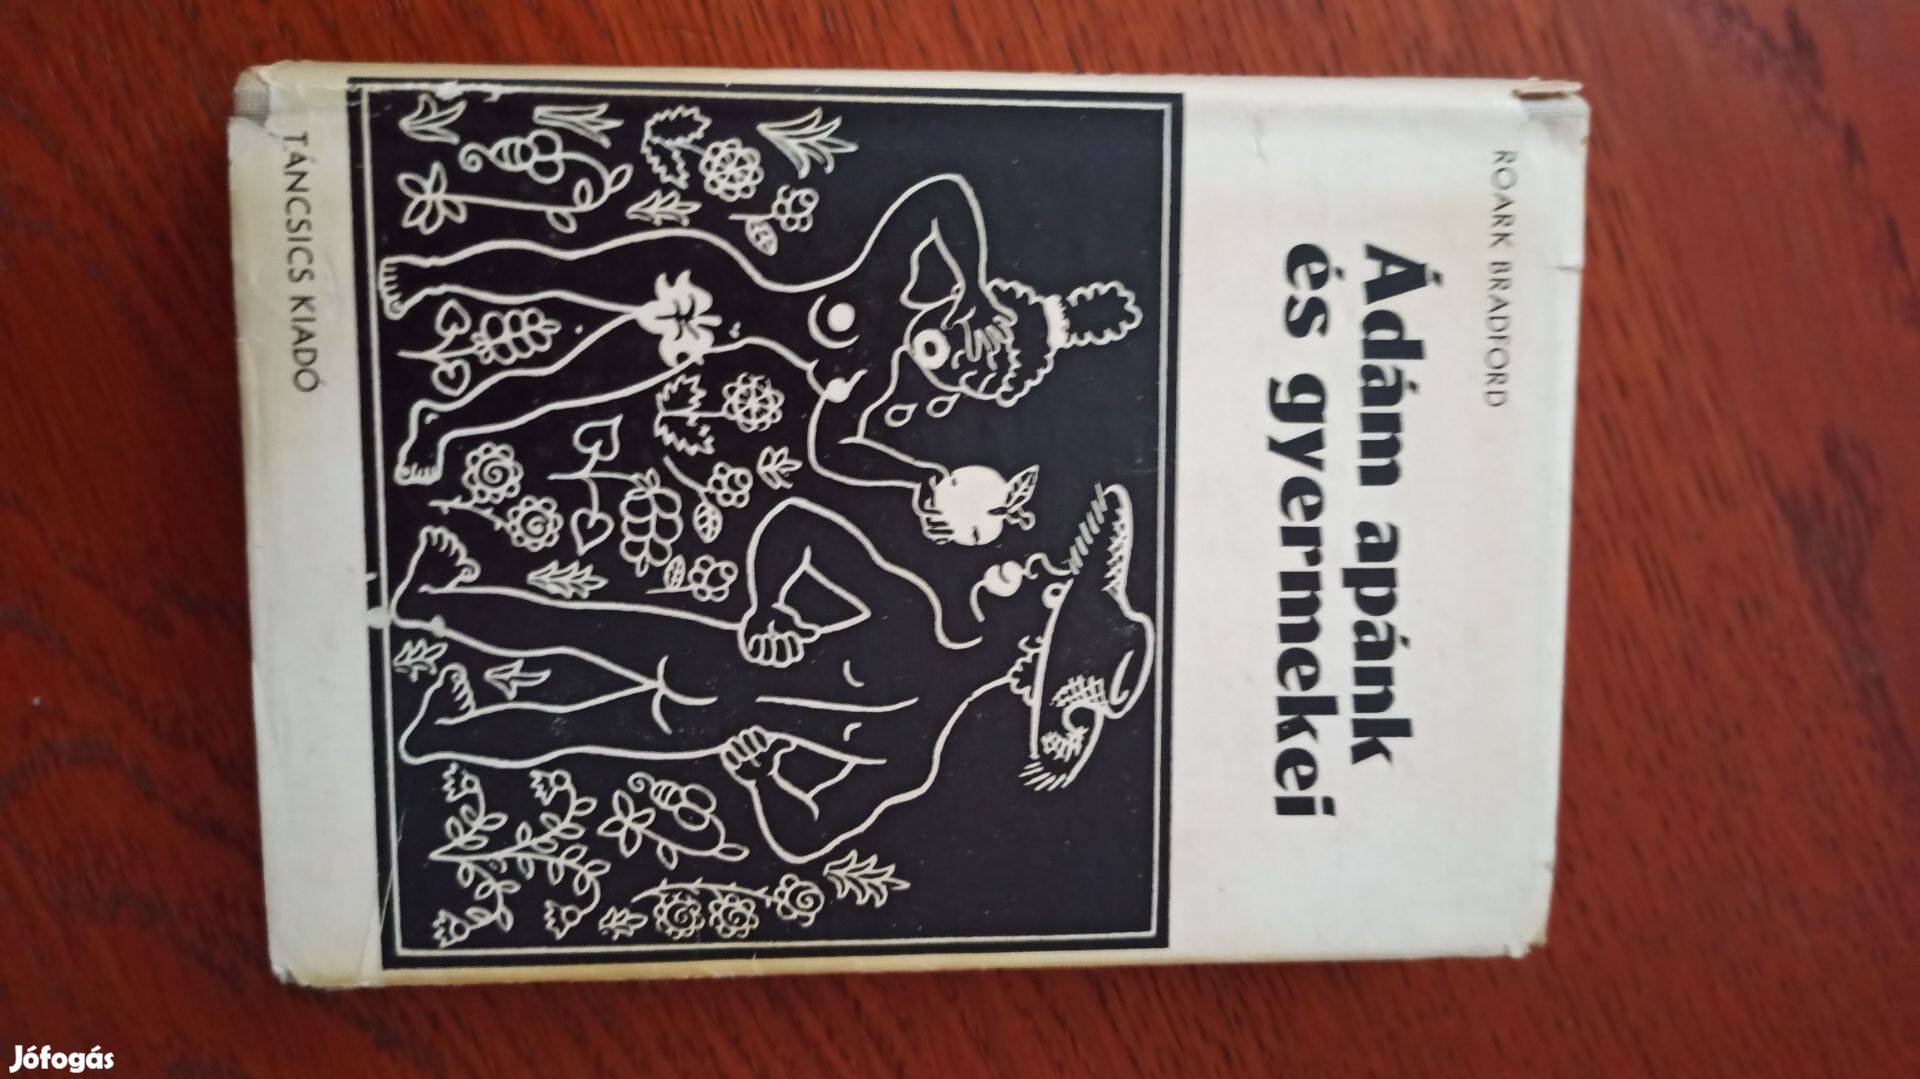 ROARK BRADFORD
Ádám apánk
és gyermekei
TÁNCSICS KIADÓ
Jófogás